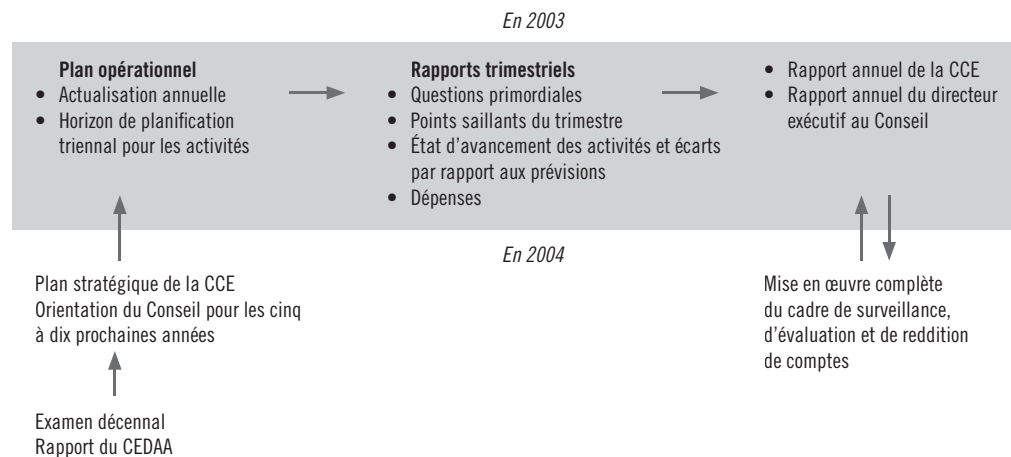 En 2003
Plan opérationnel
• Actualisation annuelle
• Horizon de planification
triennal pour les activités
Rapports trimestriels
• Questions primordiales
• Points saillants du trimestre
• État d’avancement des activités et écarts
par rapport aux prévisions
• Dépenses
• Rapport annuel de la CCE
• Rapport annuel du directeur
exécutif au Conseil
En 2004
Plan stratégique de la CCE
Orientation du Conseil pour les cinq
à dix prochaines années
Examen décennal
Rapport du CEDAA
Mise en œuvre complète
du cadre de surveillance,
d’évaluation et de reddition
de comptes